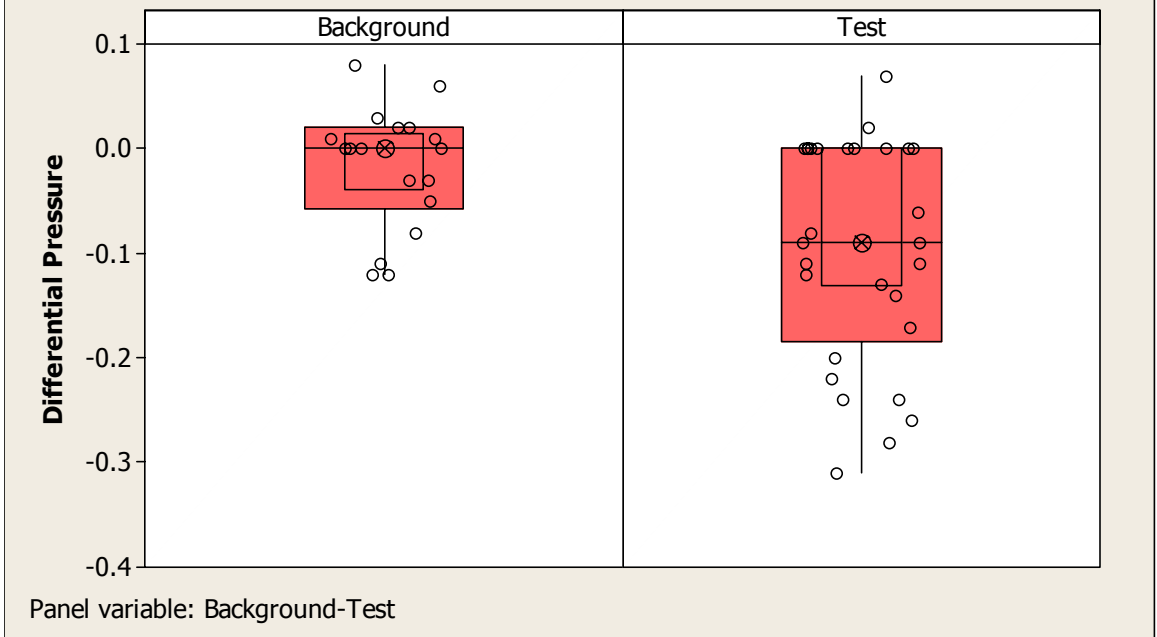 Background Test
0.1
0.0
-0.1
-0.2
-0.3
-0.4
Differential Pressure
Panel variable: Background-Test